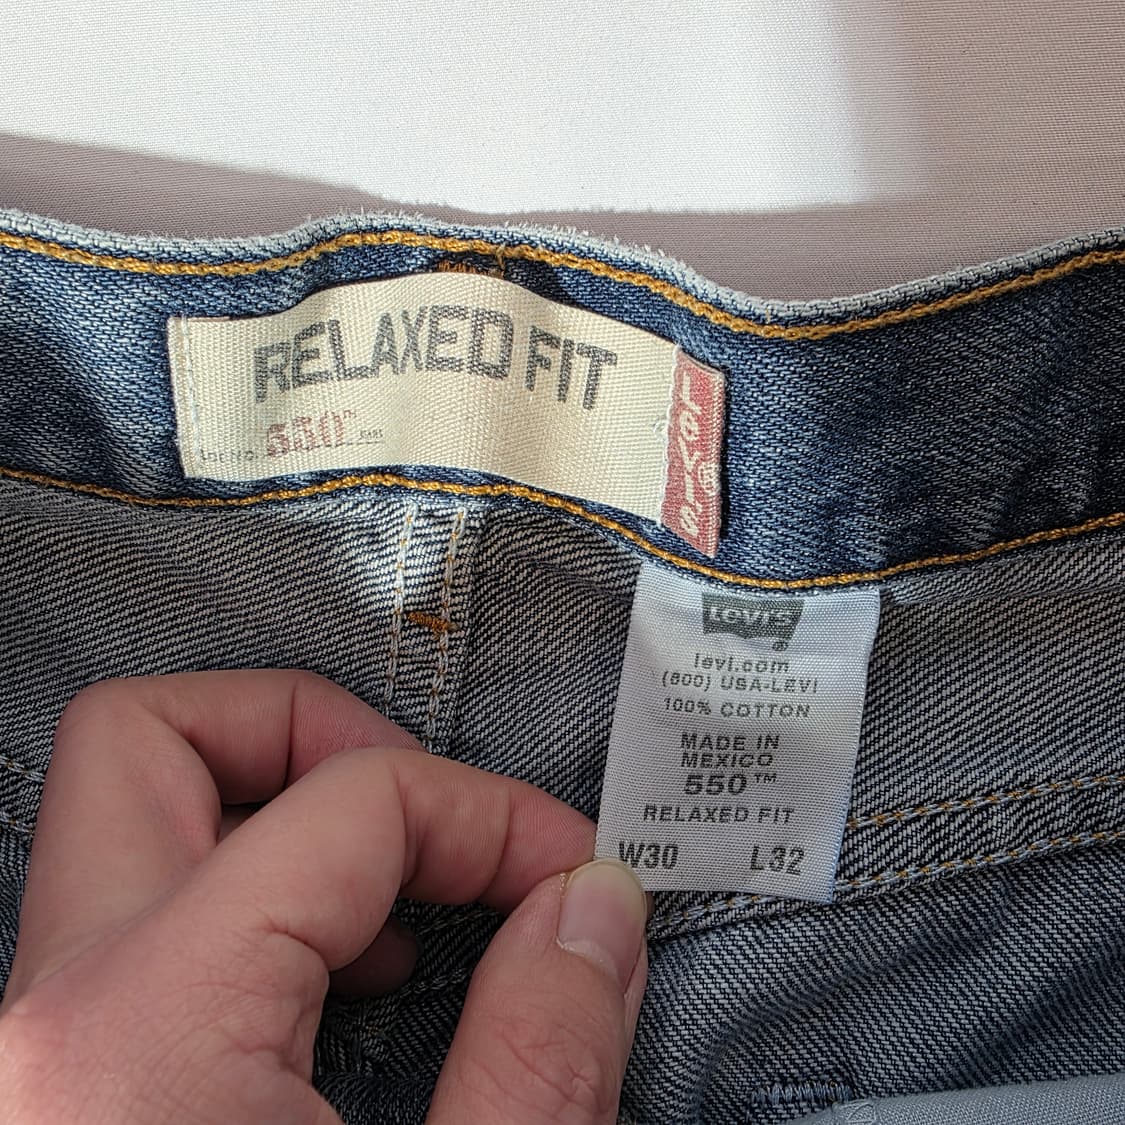 RELAXED FIT
550™
LEVI'S®
LEVI'S®
levi.com
(800) USA-LEVI
100% COTTON
MADE IN
MEXICO
550™
RELAXED FIT
W30 L32